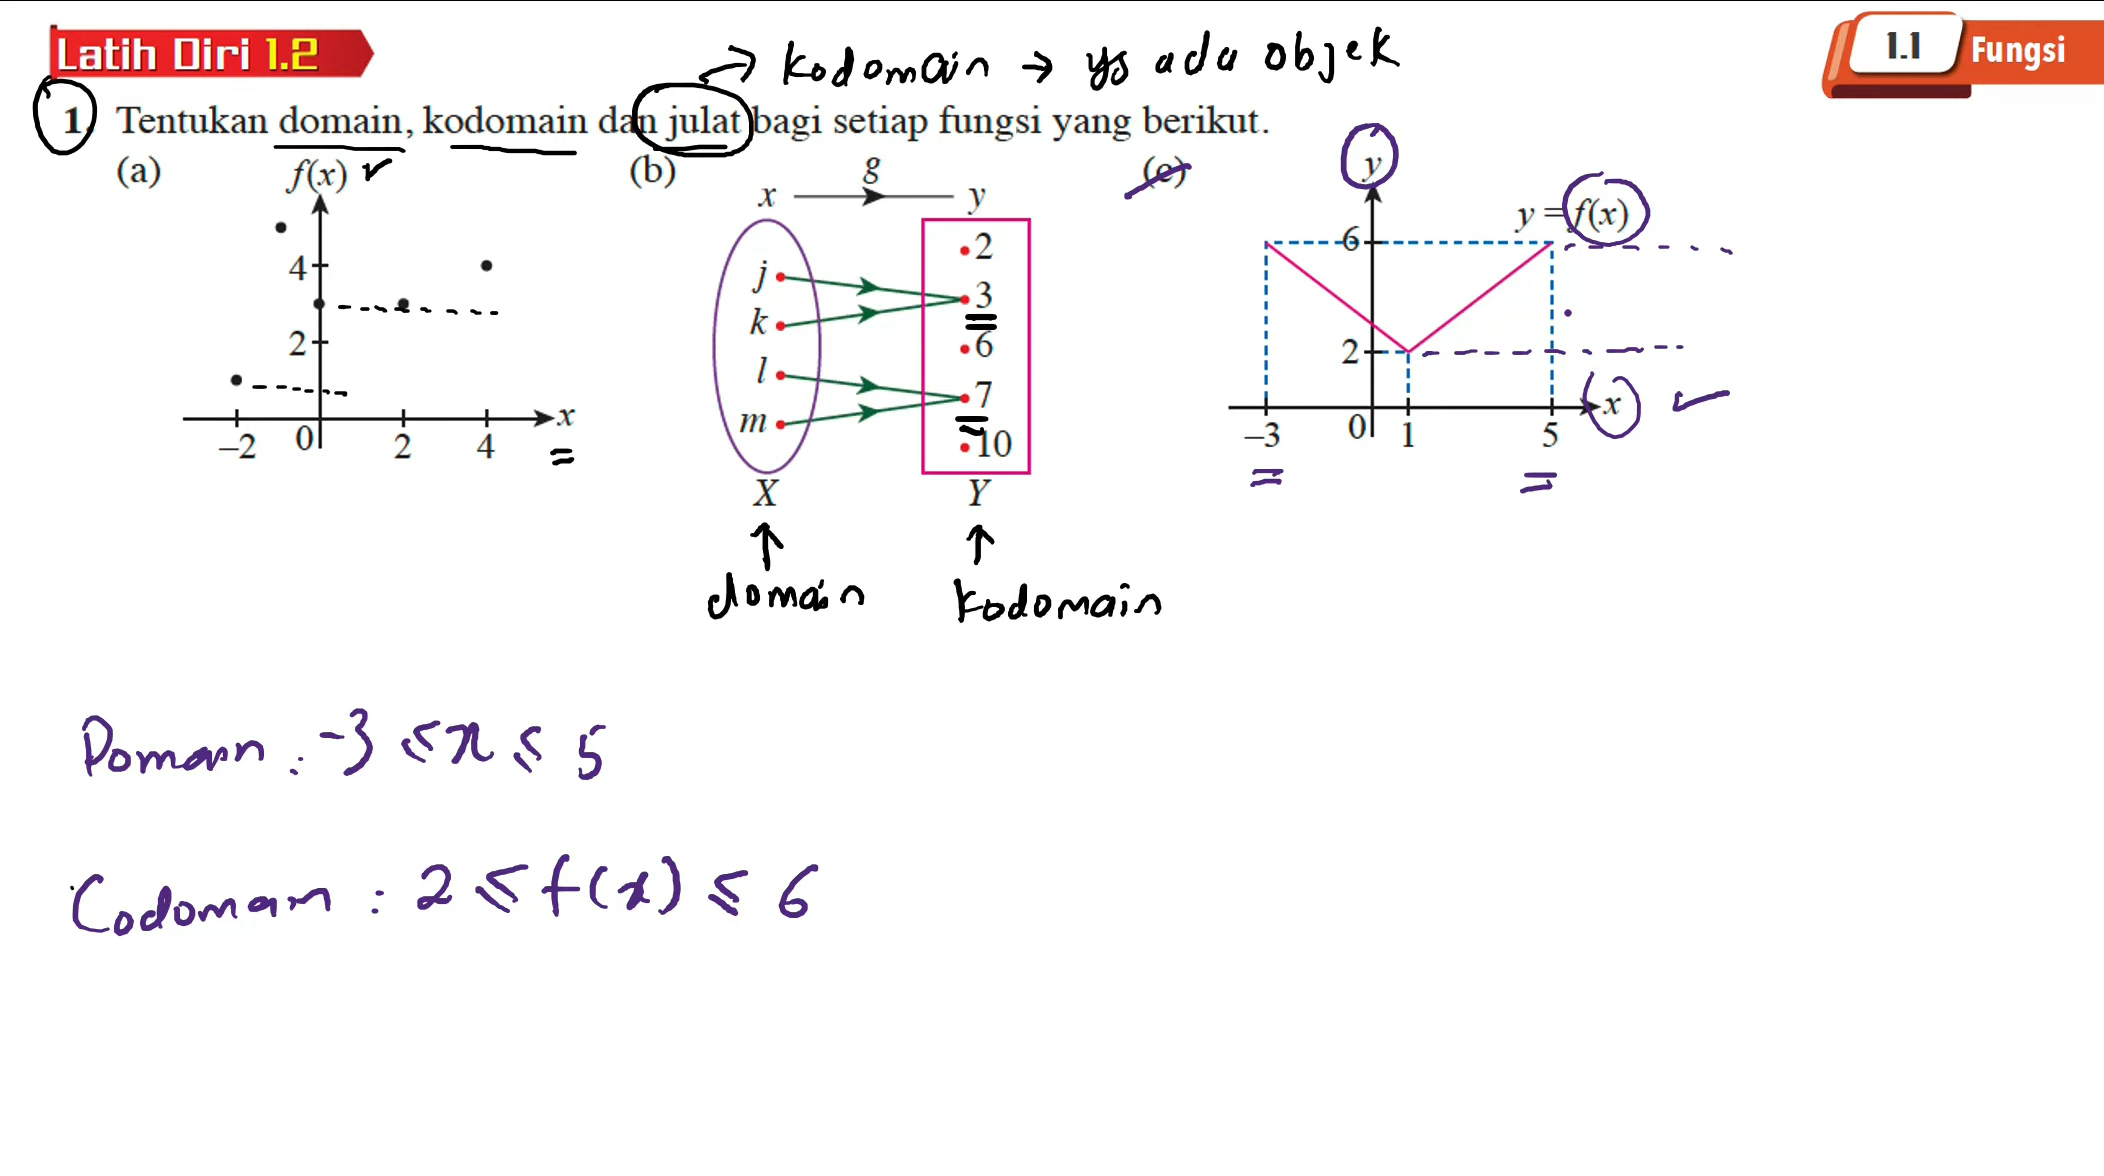 Latih Diri 1.2
kodomain → yg ada objek
1.1 Fungsi
1. Tentukan domain, kodomain dan julat bagi setiap fungsi yang berikut.
(a) f(x)
4
2
-2 0 2 4 x
(b) g
x y
j
k
l
m
2
3
6
7
10
X Y
domain kodomain
(c) y
y = f(x)
6
2
-3 0 1 5 x
Domain : -3 ≤ x ≤ 5
Codomain : 2 ≤ f(x) ≤ 6